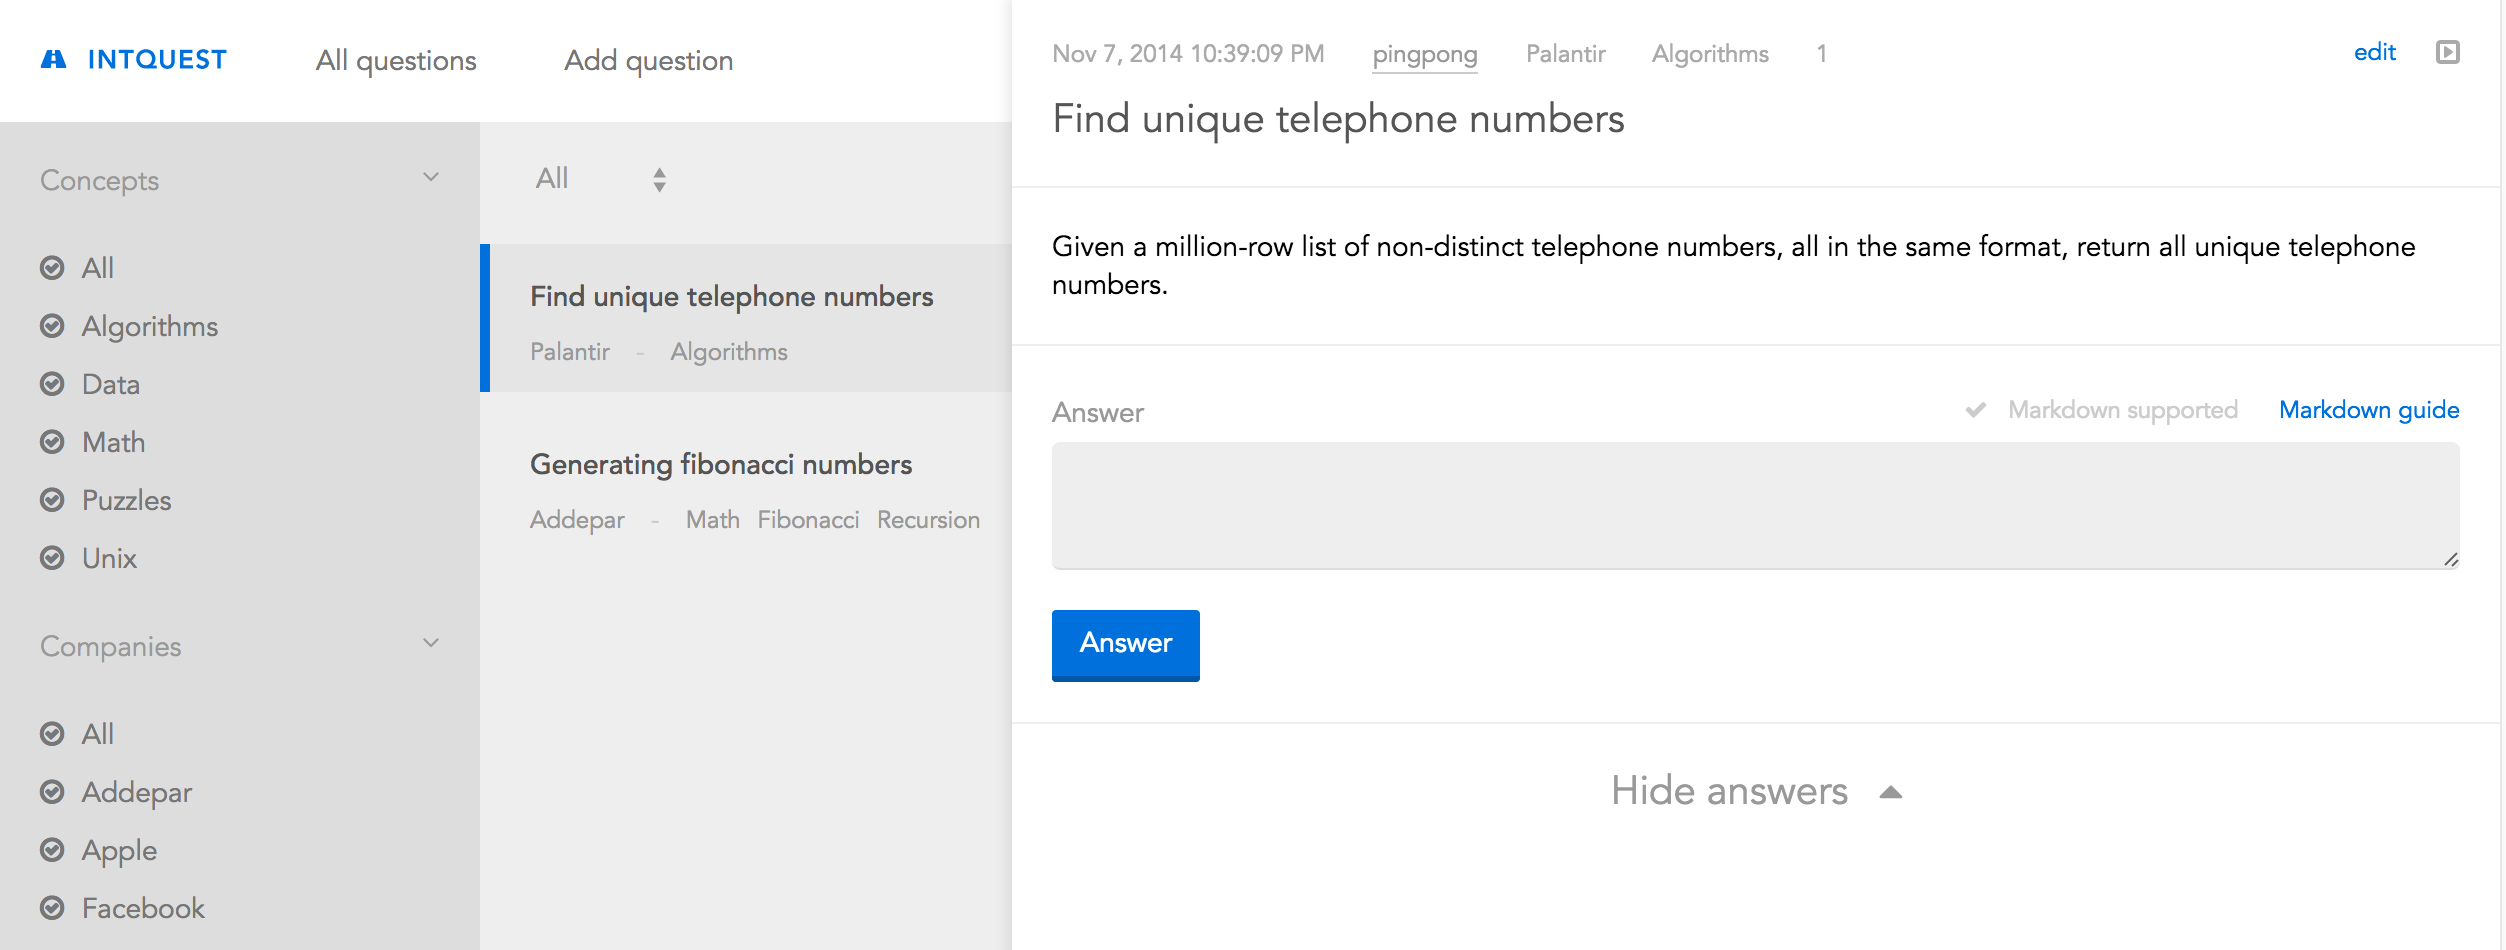 INTQUEST
All questions
Add question
Concepts
All
Algorithms
Data
Math
Puzzles
Unix
Companies
All
Addepar
Apple
Facebook
All
Find unique telephone numbers
Palantir - Algorithms
Generating fibonacci numbers
Addepar - Math Fibonacci Recursion
Nov 7, 2014 10:39:09 PM pingpong Palantir Algorithms 1
edit
Find unique telephone numbers
Given a million-row list of non-distinct telephone numbers, all in the same format, return all unique telephone
numbers.
Answer
Markdown supported
Markdown guide
Answer
Hide answers